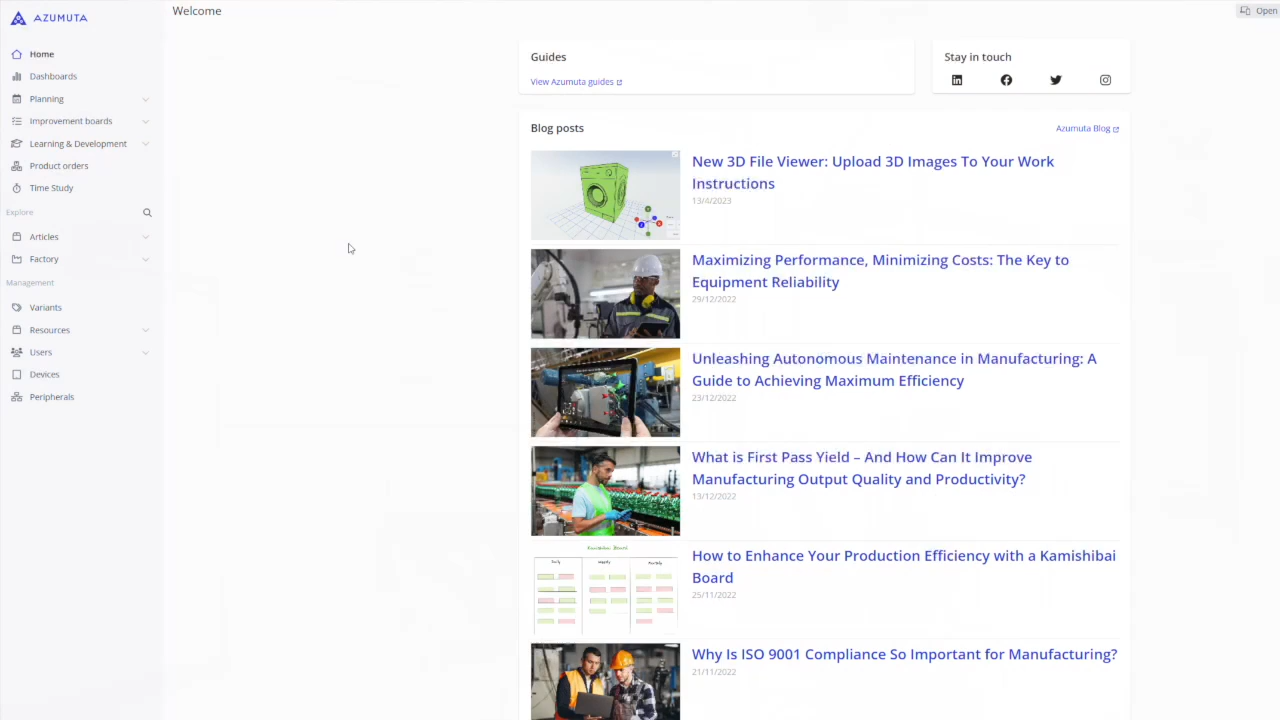 AZUMUTA
Welcome
Open
Home
Dashboards
Planning
Improvement boards
Learning & Development
Product orders
Time Study
Explore
Articles
Factory
Management
Variants
Resources
Users
Devices
Peripherals
Guides
View Azumuta guides
Stay in touch
Blog posts
Azumuta Blog
New 3D File Viewer: Upload 3D Images To Your Work
Instructions
13/4/2023
Maximizing Performance, Minimizing Costs: The Key to
Equipment Reliability
29/12/2022
Unleashing Autonomous Maintenance in Manufacturing: A
Guide to Achieving Maximum Efficiency
23/12/2022
What is First Pass Yield – And How Can It Improve
Manufacturing Output Quality and Productivity?
13/12/2022
Kamishibai Board
Daily
Weekly
Monthly
How to Enhance Your Production Efficiency with a Kamishibai
Board
25/11/2022
Why Is ISO 9001 Compliance So Important for Manufacturing?
21/11/2022